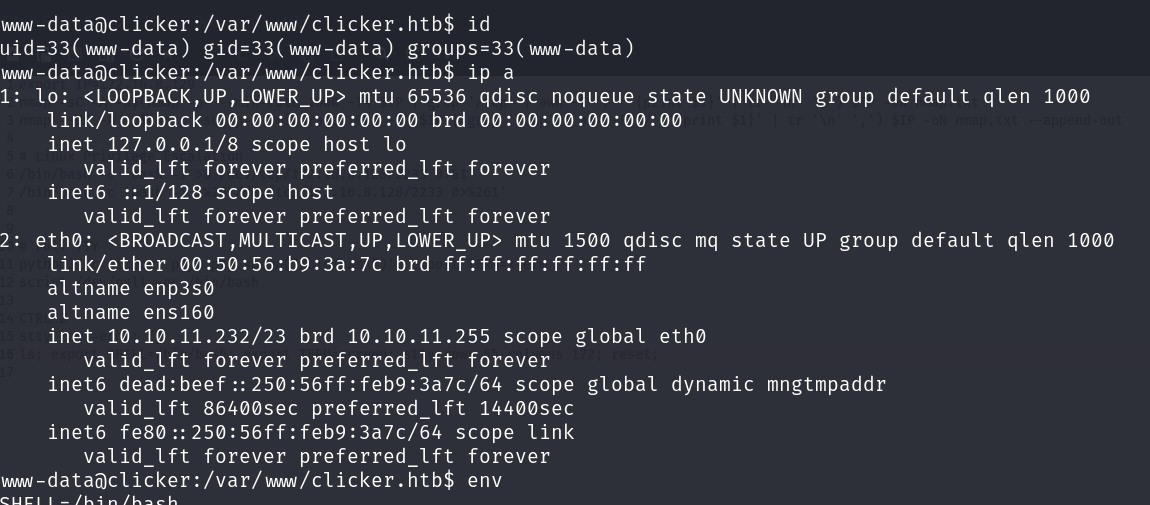 www-data@clicker:/var/www/clicker.htb$ id
uid=33(www-data) gid=33(www-data) groups=33(www-data)
www-data@clicker:/var/www/clicker.htb$ ip a
1: lo: <LOOPBACK,UP,LOWER_UP> mtu 65536 qdisc noqueue state UNKNOWN group default qlen 1000
    link/loopback 00:00:00:00:00:00 brd 00:00:00:00:00:00
    inet 127.0.0.1/8 scope host lo
       valid_lft forever preferred_lft forever
    inet6 ::1/128 scope host
       valid_lft forever preferred_lft forever
2: eth0: <BROADCAST,MULTICAST,UP,LOWER_UP> mtu 1500 qdisc mq state UP group default qlen 1000
    link/ether 00:50:56:b9:3a:7c brd ff:ff:ff:ff:ff:ff
    altname enp3s0
    altname ens160
    inet 10.10.11.232/23 brd 10.10.11.255 scope global eth0
       valid_lft forever preferred_lft forever
    inet6 dead:beef::250:56ff:feb9:3a7c/64 scope global dynamic mngtmpaddr
       valid_lft 86400sec preferred_lft 14400sec
    inet6 fe80::250:56ff:feb9:3a7c/64 scope link
       valid_lft forever preferred_lft forever
www-data@clicker:/var/www/clicker.htb$ env
SHELL=/bin/bash